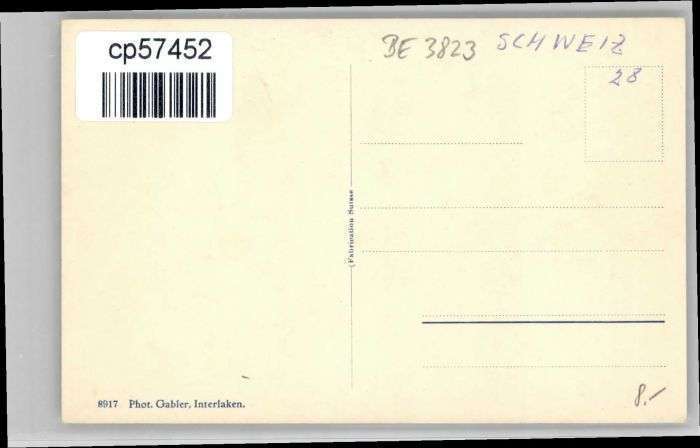 cp57452
BE 3823 SCHWEIZ
28
(Fabrication Suisse
8917 Phot. Gabler, Interlaken.
8.-